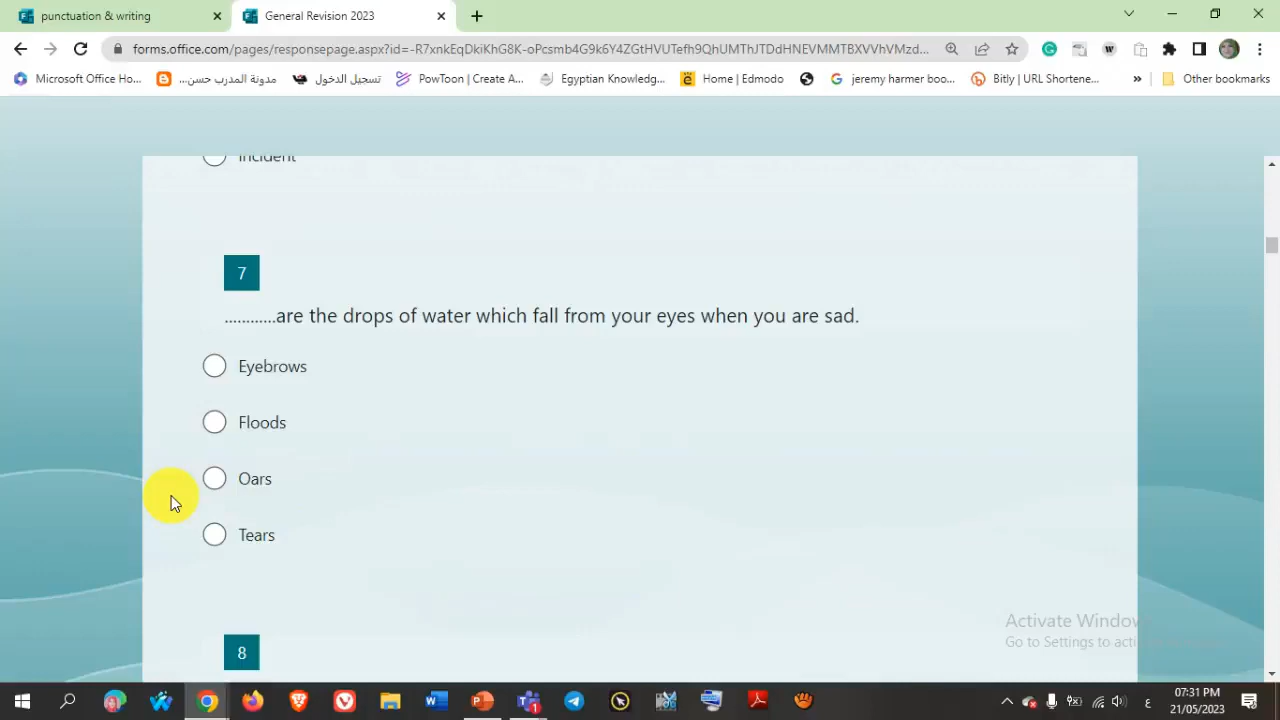 punctuation & writing
General Revision 2023
forms.office.com/pages/responsepage.aspx?id=-R7xnkEqDkiKhG8K-oPcsmb4G9k6Y4ZGtHVUTefh9QhUMThJTDdHNEVMMTBXVVhVMzd...
Microsoft Office Ho...
مدونة المدرب حسن...
تسجيل الدخول
PowToon | Create A...
Egyptian Knowledg...
Home | Edmodo
jeremy harmer boo...
Bitly | URL Shortene...
»
Other bookmarks
Incident
7
............are the drops of water which fall from your eyes when you are sad.
Eyebrows
Floods
Oars
Tears
8
Activate Window
Go to Settings to acti
07:31 PM
21/05/2023